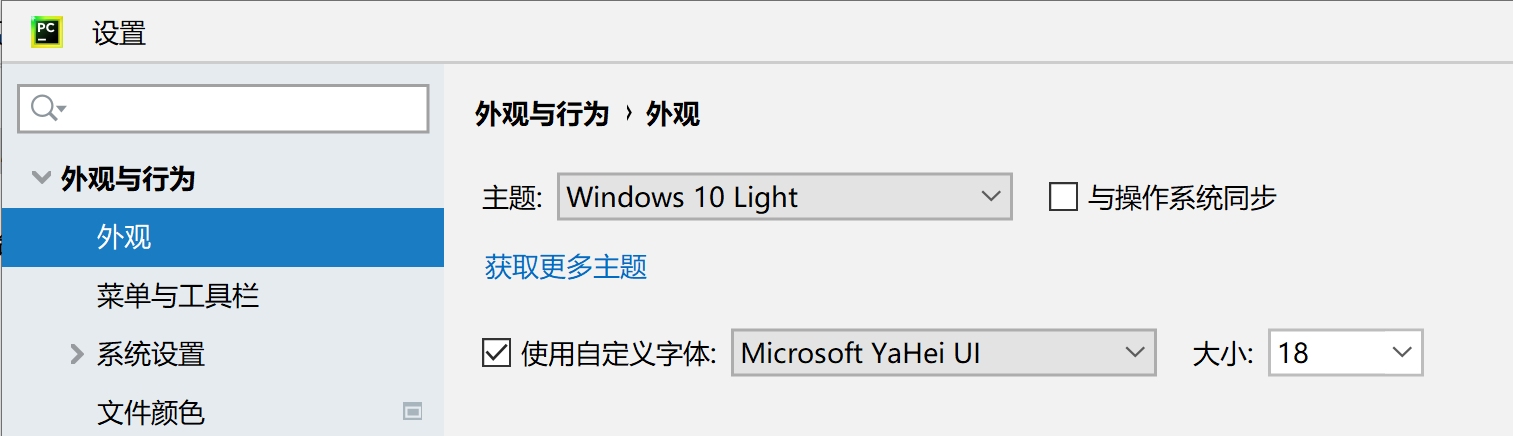 PC 设置
外观与行为
外观
菜单与工具栏
系统设置
文件颜色
外观与行为 › 外观
主题: Windows 10 Light 与操作系统同步
获取更多主题
使用自定义字体: Microsoft YaHei UI 大小: 18